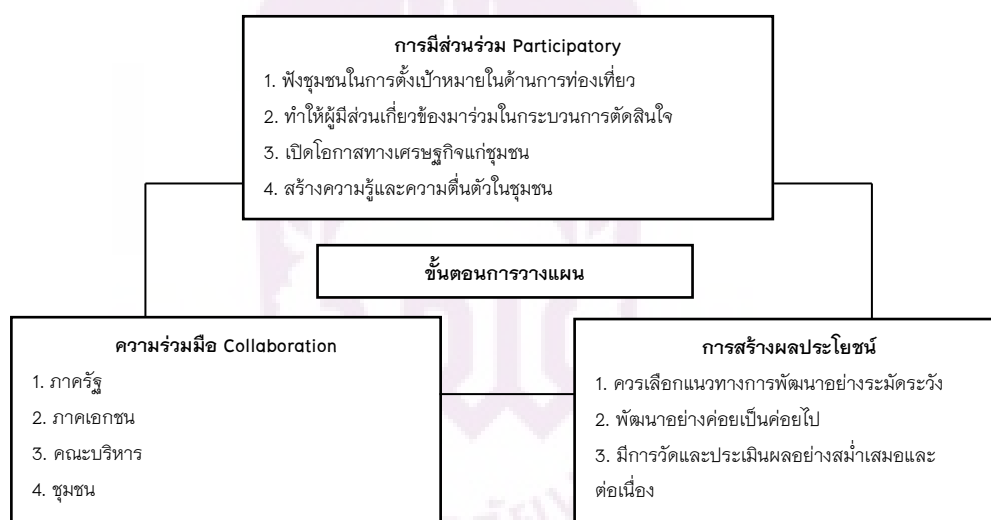 การมีส่วนร่วม Participatory
1. ฟังชุมชนในการตั้งเป้าหมายในด้านการท่องเที่ยว
2. ทำให้ผู้มีส่วนเกี่ยวข้องมาร่วมในกระบวนการตัดสินใจ
3. เปิดโอกาสทางเศรษฐกิจแก่ชุมชน
4. สร้างความรู้และความตื่นตัวในชุมชน
ขั้นตอนการวางแผน
ความร่วมมือ Collaboration
1. ภาครัฐ
2. ภาคเอกชน
3. คณะบริหาร
4. ชุมชน
การสร้างผลประโยชน์
1. ควรเลือกแนวทางการพัฒนาอย่างระมัดระวัง
2. พัฒนาอย่างค่อยเป็นค่อยไป
3. มีการวัดและประเมินผลอย่างสม่ำเสมอและ
ต่อเนื่อง